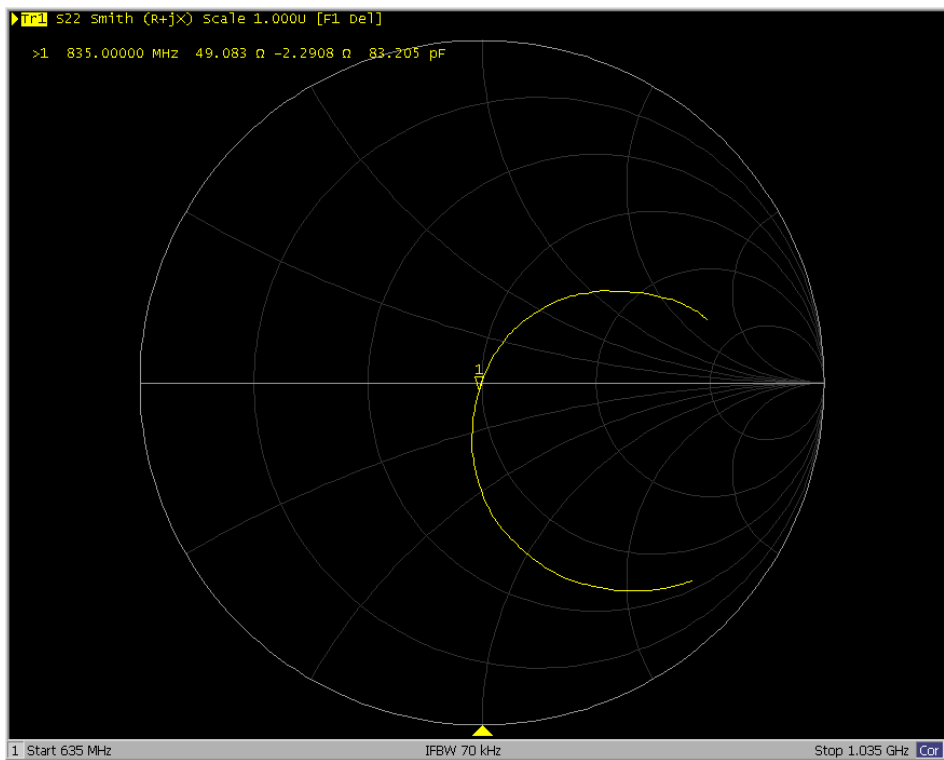 Tr1 S22 Smith (R+jX) Scale 1.000U [F1 Del]
>1 835.00000 MHz 49.083 Ω -2.2908 Ω 83.205 pF
1
1 Start 635 MHz IFBW 70 kHz Stop 1.035 GHz Cor